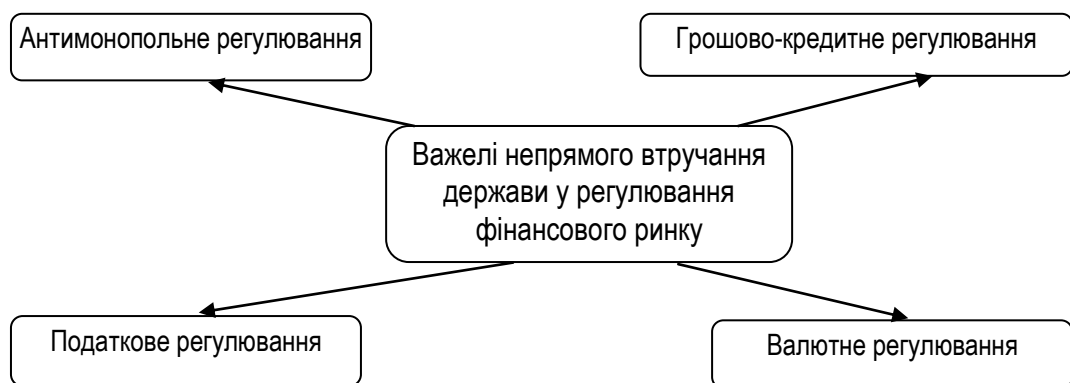 Антимонопольне регулювання
Грошово-кредитне регулювання
Важелі непрямого втручання
держави у регулювання
фінансового ринку
Податкове регулювання
Валютне регулювання